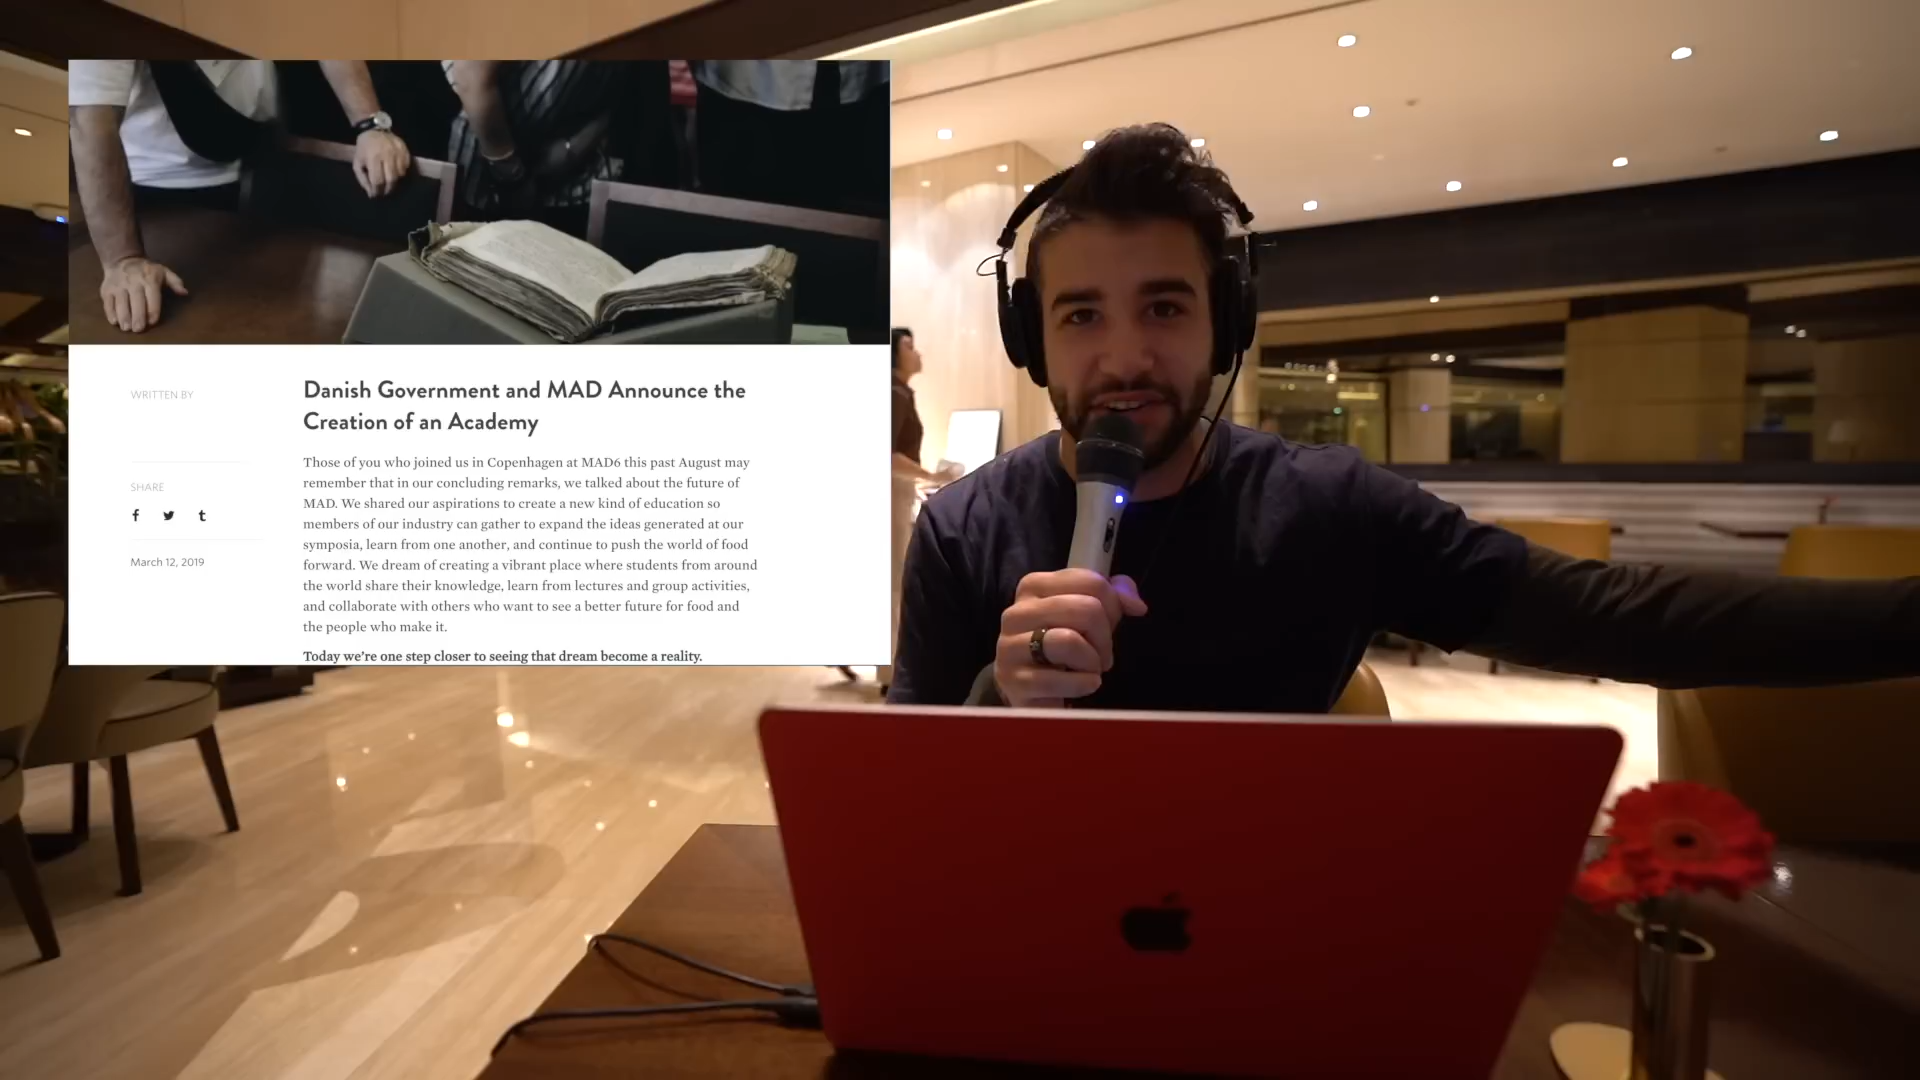 WRITTEN BY
SHARE
March 12, 2019
Danish Government and MAD Announce the
Creation of an Academy
Those of you who joined us in Copenhagen at MAD6 this past August may
remember that in our concluding remarks, we talked about the future of
MAD. We shared our aspirations to create a new kind of education so
members of our industry can gather to expand the ideas generated at our
symposia, learn from one another, and continue to push the world of food
forward. We dream of creating a vibrant place where students from around
the world share their knowledge, learn from lectures and group activities,
and collaborate with others who want to see a better future for food and
the people who make it.
Today we're one step closer to seeing that dream become a reality.